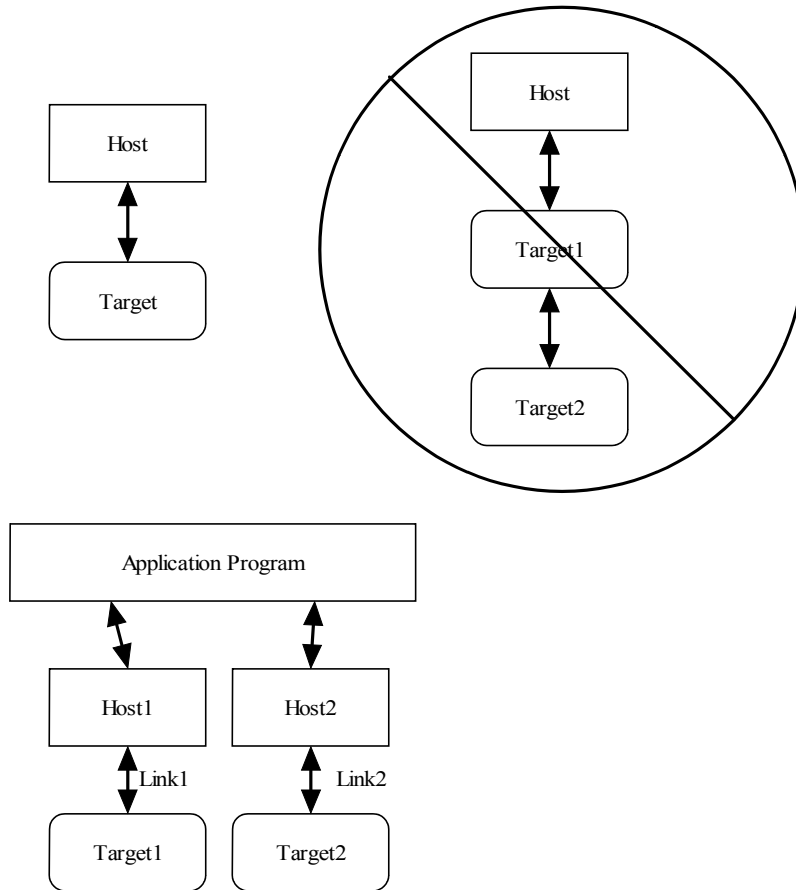 Host
Target
Host
Target1
Target2
Application Program
Host1
Host2
Link1
Link2
Target1
Target2